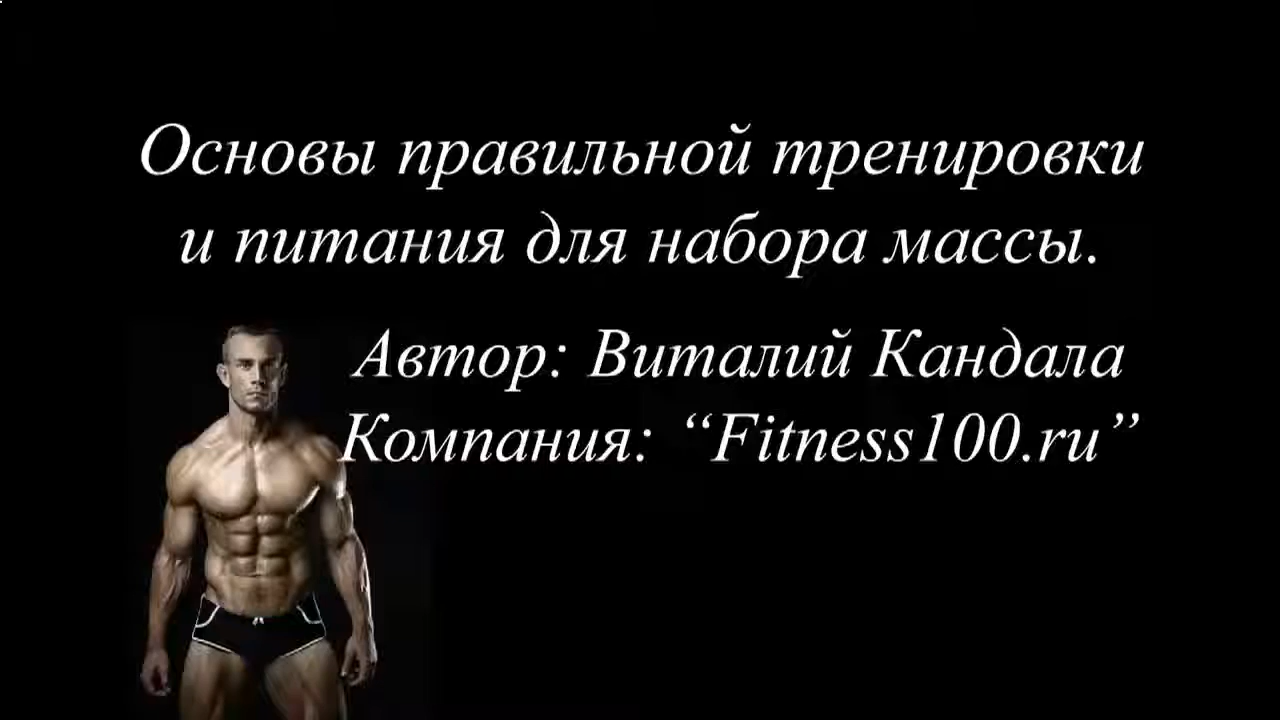 Основы правильной тренировки
и питания для набора массы.
Автор: Виталий Кандала
Компания: “Fitness100.ru”